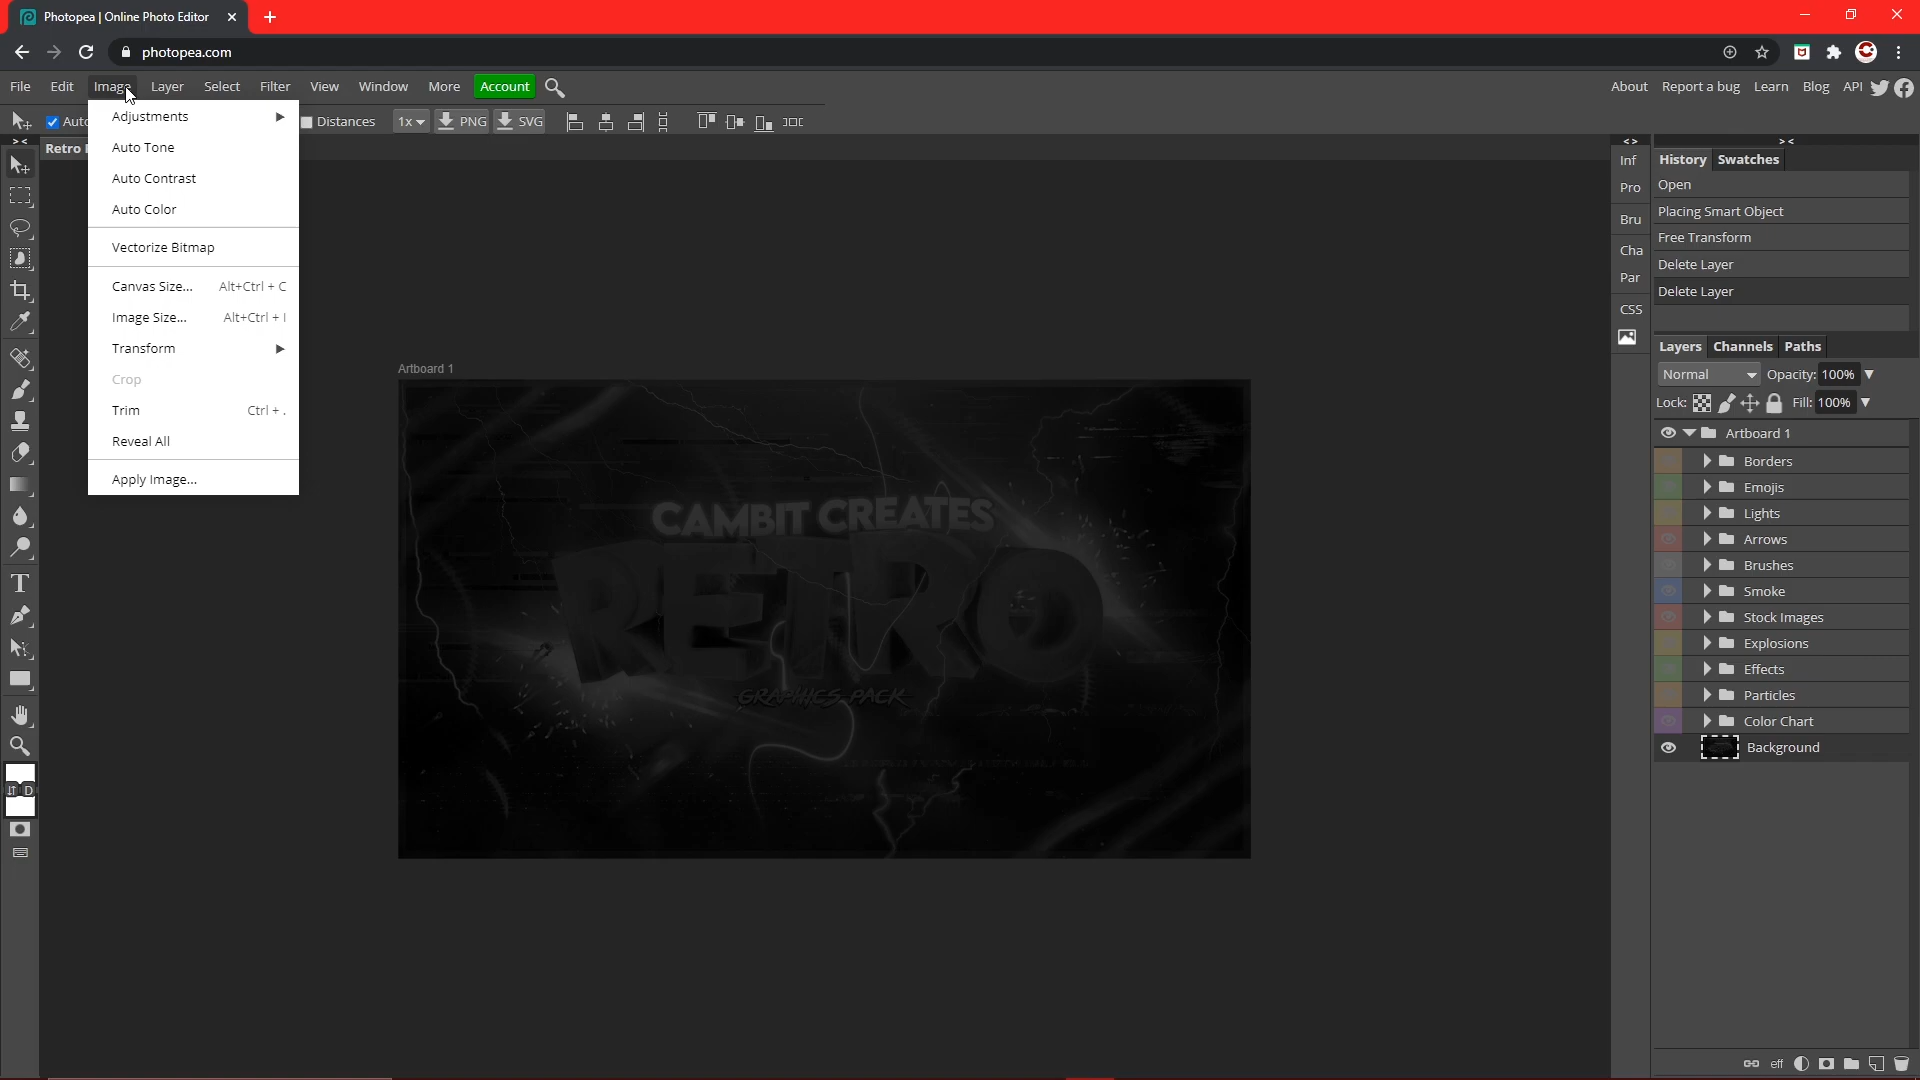 Photopea | Online Photo Editor
photopea.com
File Edit Image Layer Select Filter View Window More Account
About Report a bug Learn Blog API
Distances 1x PNG SVG
Retro
Adjustments
Auto Tone
Auto Contrast
Auto Color
Vectorize Bitmap
Canvas Size... Alt+Ctrl + C
Image Size... Alt+Ctrl + I
Transform
Crop
Trim Ctrl + .
Reveal All
Apply Image...
Artboard 1
CAMBIT CREATES
RETRO
GRAPHICS PACK
T
D
Inf
Pro
Bru
Cha
Par
CSS
History Swatches
Open
Placing Smart Object
Free Transform
Delete Layer
Delete Layer
Layers Channels Paths
Normal Opacity: 100%
Lock: Fill: 100%
Artboard 1
Borders
Emojis
Lights
Arrows
Brushes
Smoke
Stock Images
Explosions
Effects
Particles
Color Chart
Background
eff